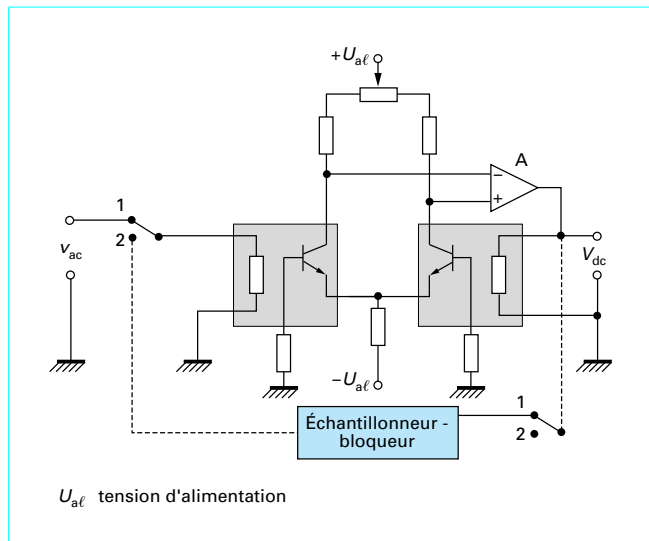 +Uaℓ
A
−
+
1
2
vac
Vdc
−Uaℓ
1
2
Échantillonneur -
bloqueur
Uaℓ tension d'alimentation